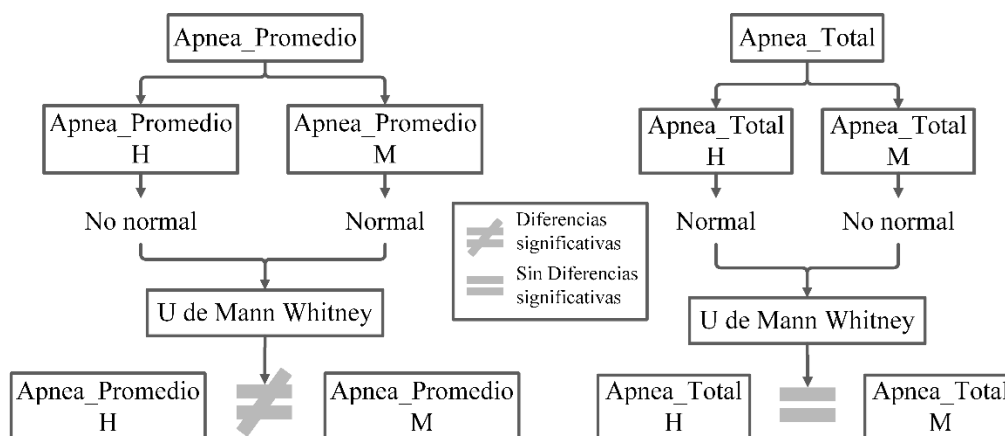 Apnea_Promedio
Apnea_Promedio
H
Apnea_Promedio
M
No normal
Normal
U de Mann Whitney
Apnea_Promedio
H
Apnea_Promedio
M
Diferencias
significativas
Sin Diferencias
significativas
Apnea_Total
Apnea_Total
H
Apnea_Total
M
Normal
No normal
U de Mann Whitney
Apnea_Total
H
Apnea_Total
M